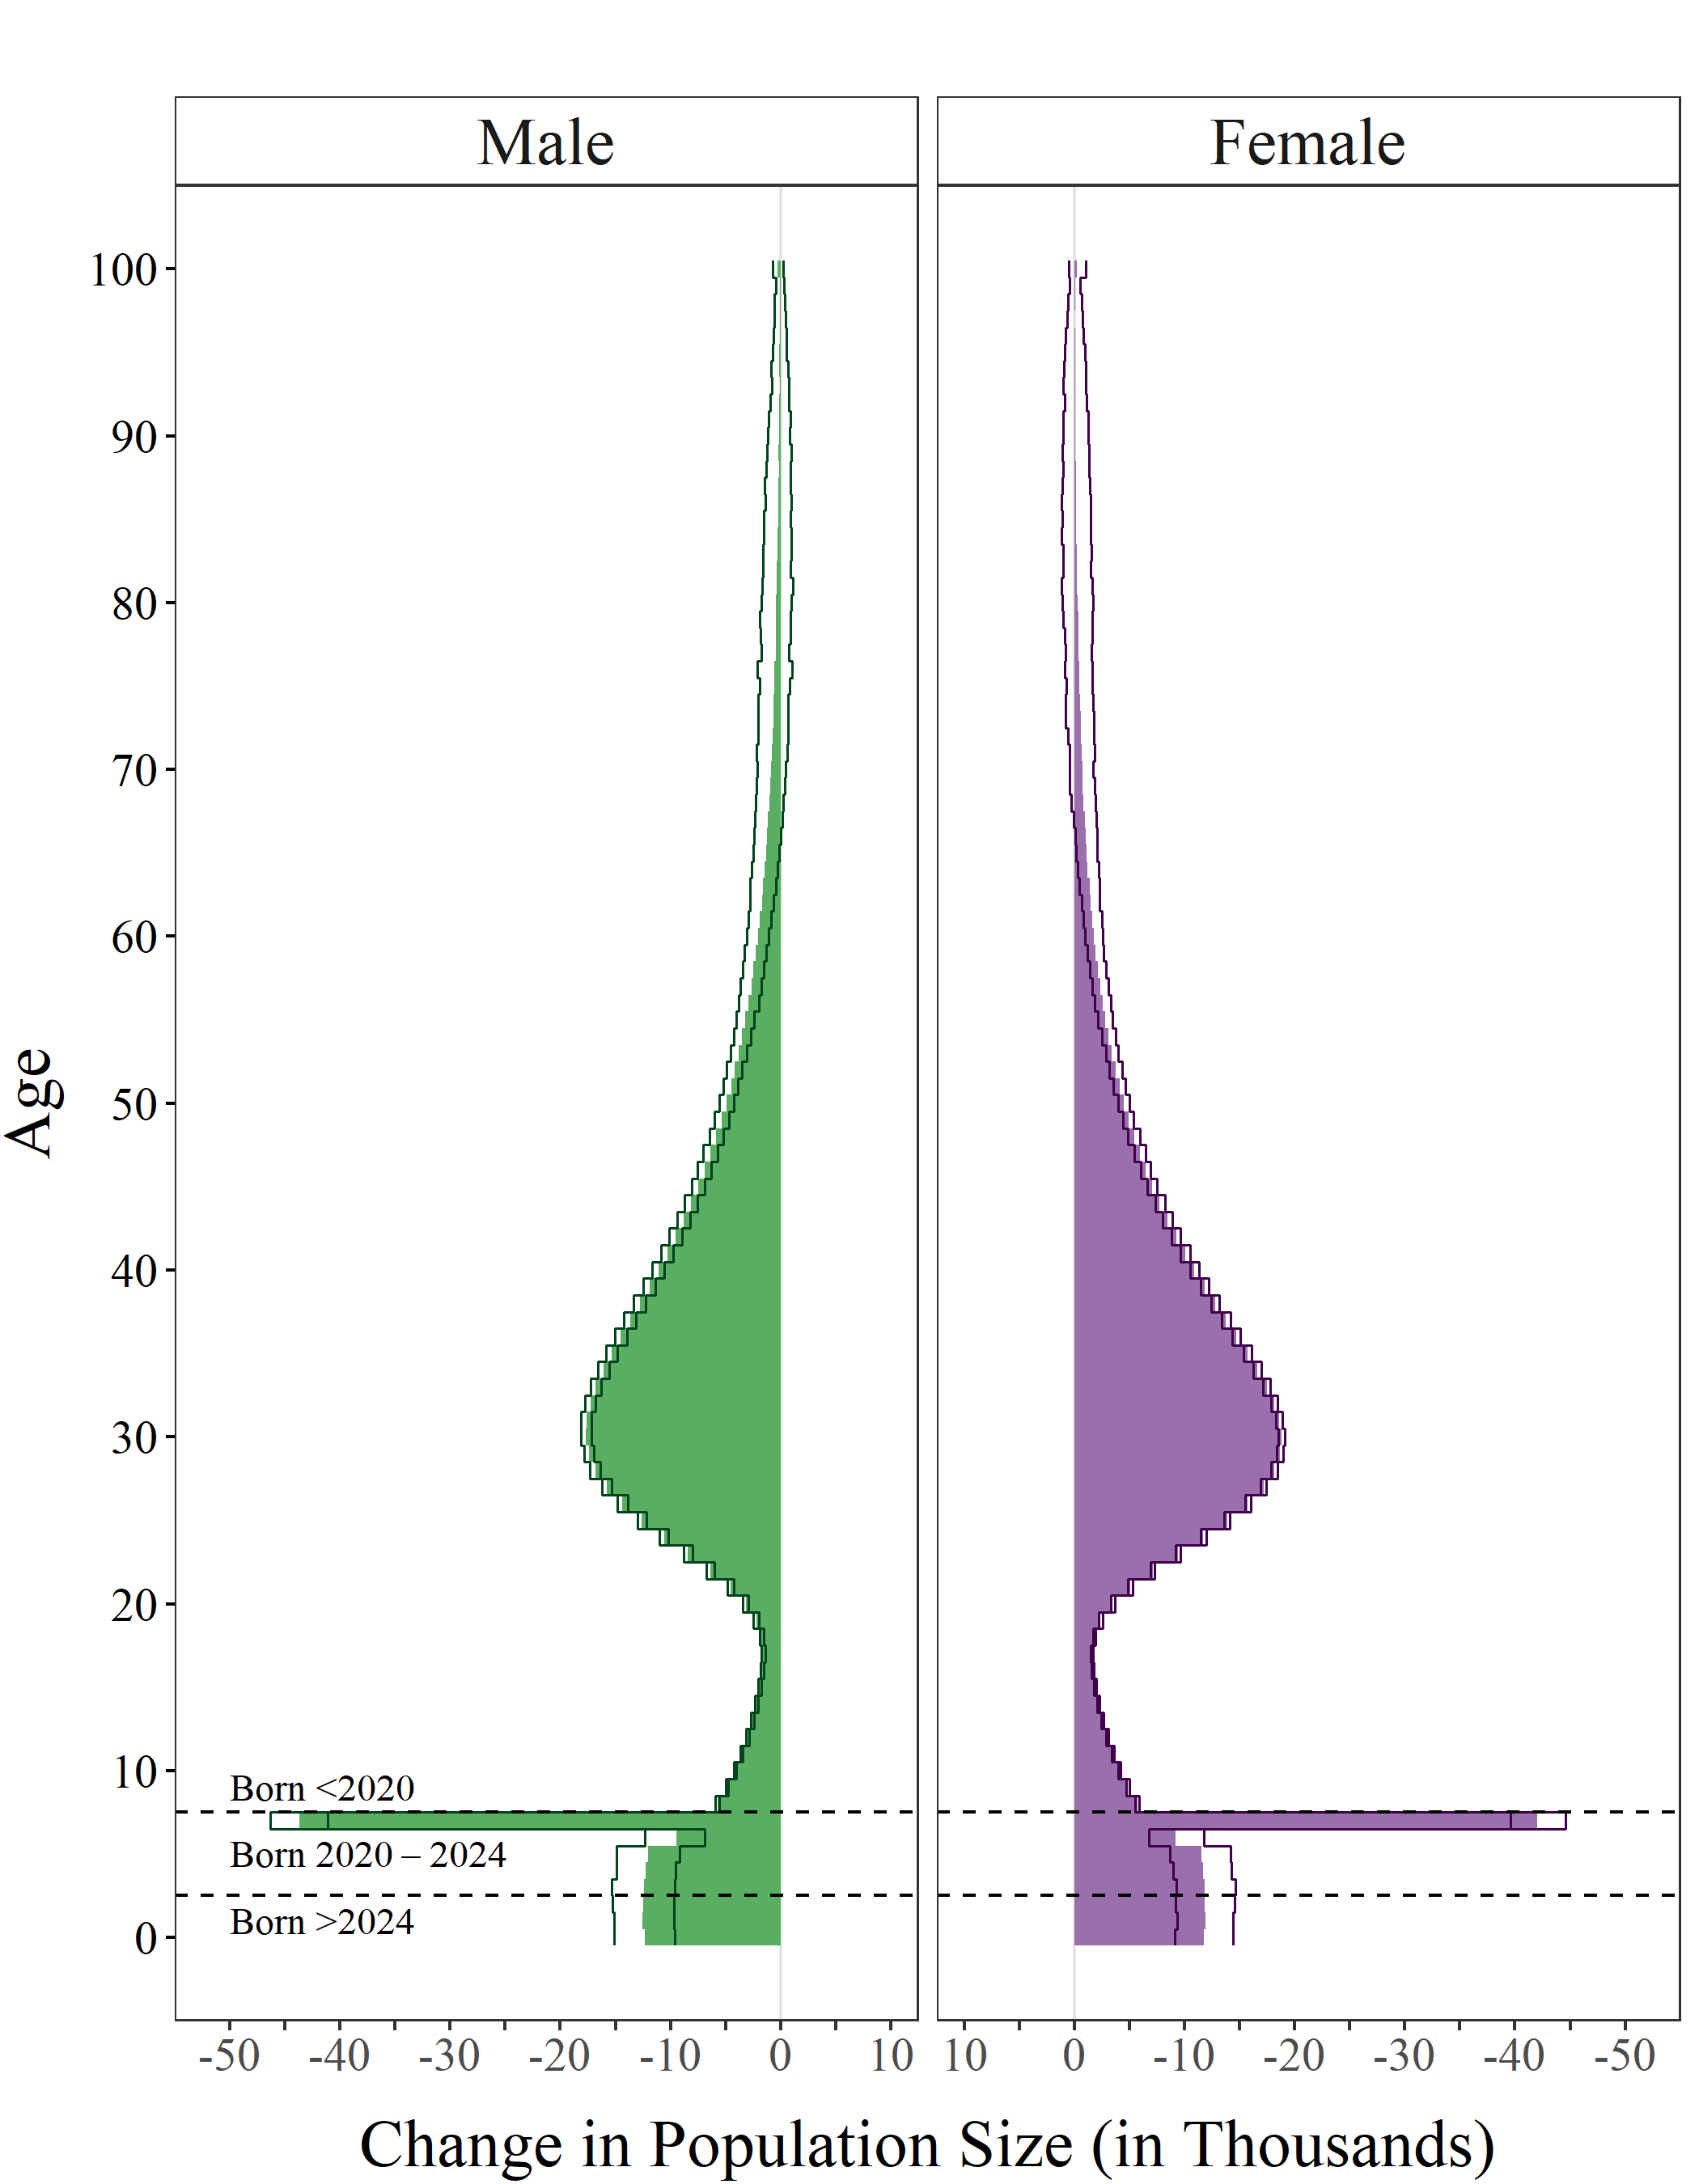 Male Female
100
90
80
70
60
50
40
30
20
10
0
Age
Born <2020
Born 2020 – 2024
Born >2024
-50 -40 -30 -20 -10 0 10 10 0 -10 -20 -30 -40 -50
Change in Population Size (in Thousands)